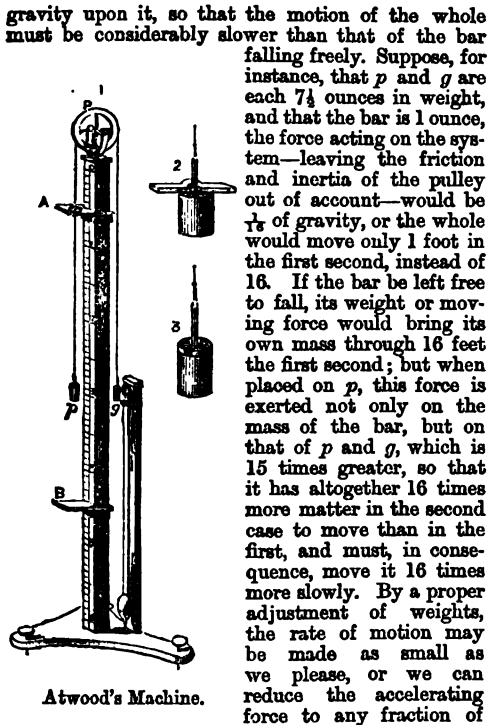 gravity upon it, so that the motion of the whole
must be considerably slower than that of the bar
falling freely. Suppose, for
instance, that p and g are
each 7½ ounces in weight,
and that the bar is 1 ounce,
the force acting on the sys-
tem—leaving the friction
and inertia of the pulley
out of account—would be
1/16 of gravity, or the whole
would move only 1 foot in
the first second, instead of
16. If the bar be left free
to fall, its weight or mov-
ing force would bring its
own mass through 16 feet
the first second; but when
placed on p, this force is
exerted not only on the
mass of the bar, but on
that of p and g, which is
15 times greater, so that
it has altogether 16 times
more matter in the second
case to move than in the
first, and must, in conse-
quence, move it 16 times
more slowly. By a proper
adjustment of weights,
the rate of motion may
be made as small as
we please, or we can
reduce the accelerating
force to any fraction of
1
P
A
2
3
p
g
B
Atwood's Machine.